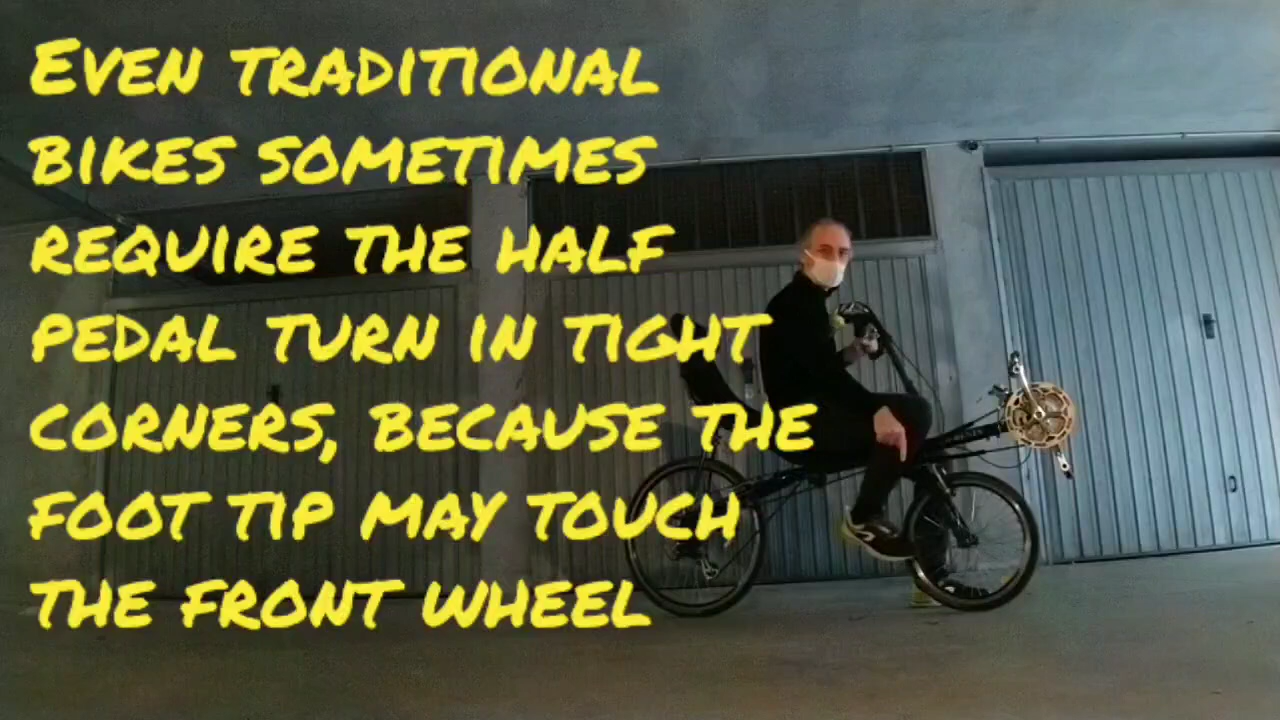 Even traditional
bikes sometimes
require the half
pedal turn in tight
corners, because the
foot tip may touch
the front wheel